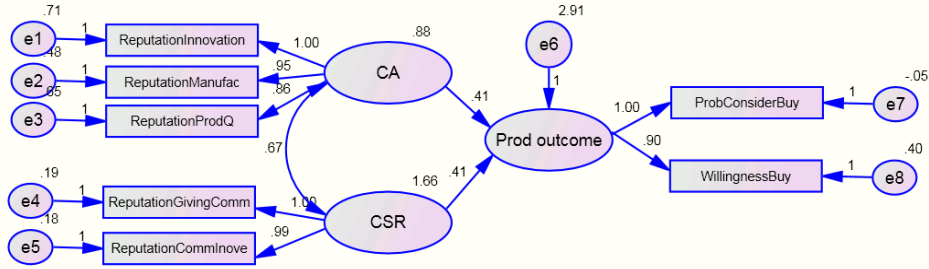 .71
2.91
e1
1
ReputationInnovation
1.00
.88
e6
.48
e2
1
ReputationManufac
.95
CA
1
-.05
.65
.86
ProbConsiderBuy
1
e7
e3
1
ReputationProdQ
.41
1.00
Prod outcome
.67
.90
.40
.19
1.66
.41
WillingnessBuy
1
e8
e4
1
ReputationGivingComm
1.00
.18
CSR
e5
1
ReputationCommInove
.99